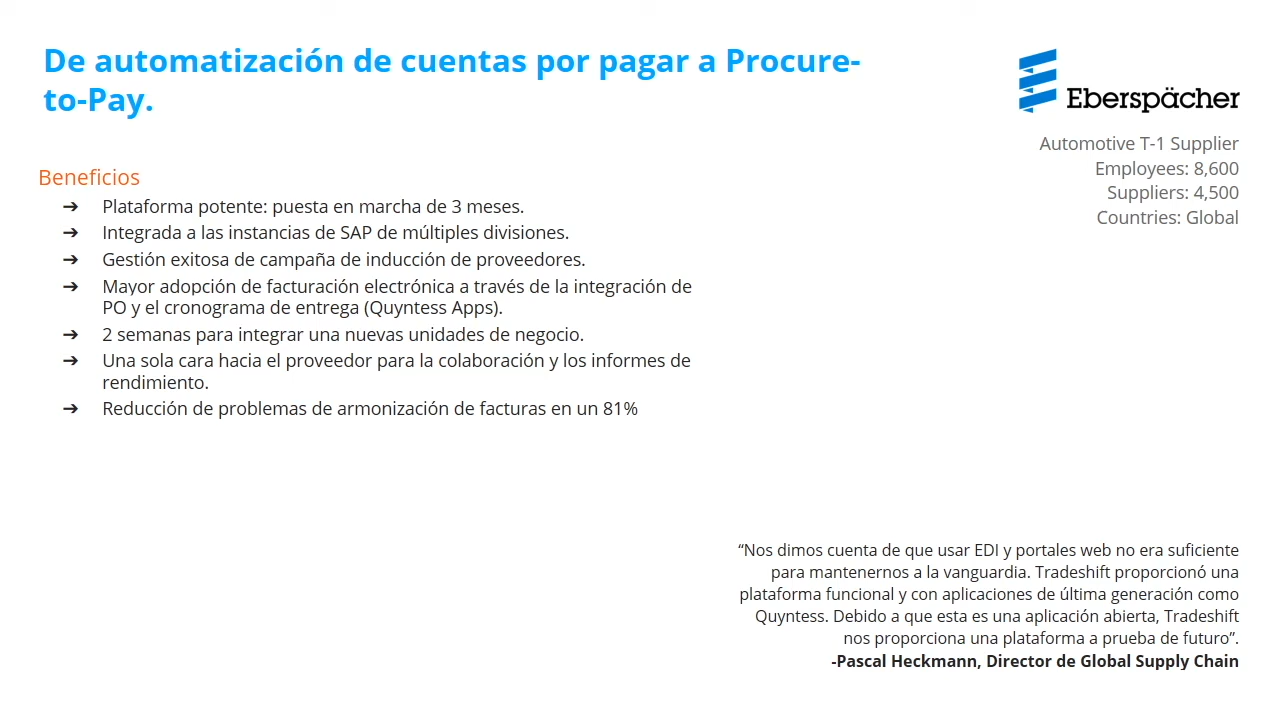 De automatización de cuentas por pagar a Procure-
to-Pay.
Eberspächer
Automotive T-1 Supplier
Employees: 8,600
Suppliers: 4,500
Countries: Global
Beneficios
➔ Plataforma potente: puesta en marcha de 3 meses.
➔ Integrada a las instancias de SAP de múltiples divisiones.
➔ Gestión exitosa de campaña de inducción de proveedores.
➔ Mayor adopción de facturación electrónica a través de la integración de
PO y el cronograma de entrega (Quyntess Apps).
➔ 2 semanas para integrar una nuevas unidades de negocio.
➔ Una sola cara hacia el proveedor para la colaboración y los informes de
rendimiento.
➔ Reducción de problemas de armonización de facturas en un 81%
“Nos dimos cuenta de que usar EDI y portales web no era suficiente
para mantenernos a la vanguardia. Tradeshift proporcionó una
plataforma funcional y con aplicaciones de última generación como
Quyntess. Debido a que esta es una aplicación abierta, Tradeshift
nos proporciona una plataforma a prueba de futuro”.
-Pascal Heckmann, Director de Global Supply Chain